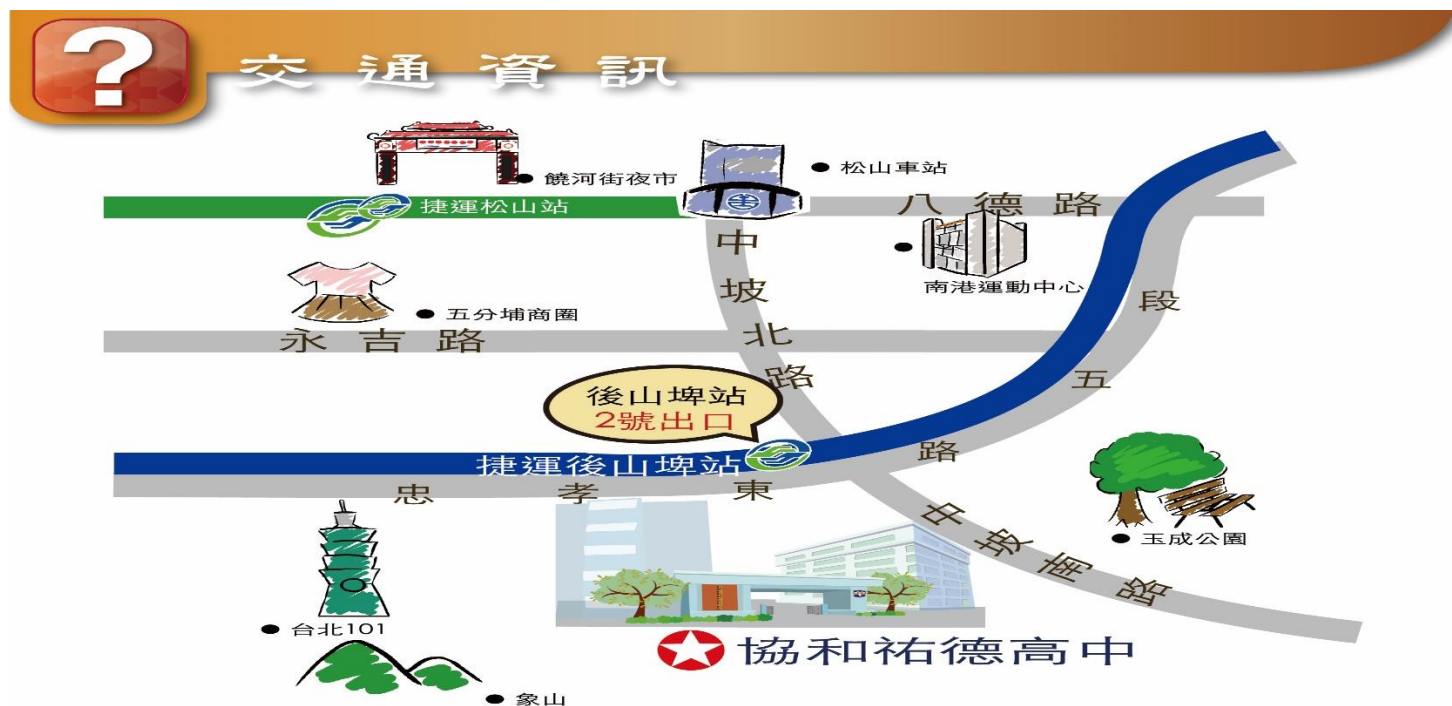 ?
交通資訊
饒河街夜市
松山車站
捷運松山站
八德路
南港運動中心
五分埔商圈
永吉路
中坡北路
後山埤站
2號出口
捷運後山埤站
忠孝東路五段
中坡南路
玉成公園
台北101
象山
協和祐德高中